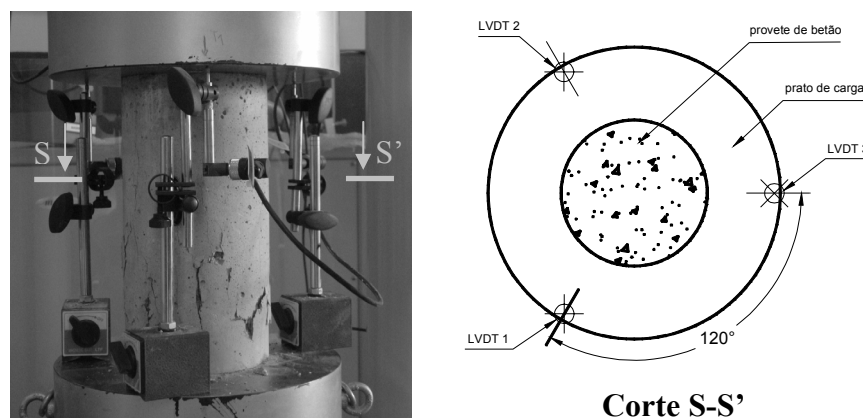 S
S'
LVDT 2
provete de betão
prato de carga
LVDT 3
LVDT 1
120°
Corte S-S'